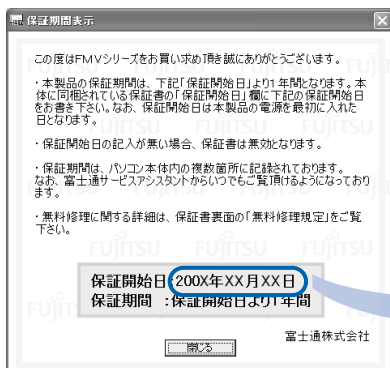 保証期間表示
この度はFMVシリーズをお買い求め頂き誠にありがとうございます。
・本製品の保証期間は、下記「保証開始日」より1年間となります。本
体に同梱されている保証書の「保証開始日」欄に下記の保証開始日
をお書き下さい。なお、保証開始日は本製品の電源を最初に入れた
日となります。
・保証開始日の記入が無い場合、保証書は無効となります。
・保証期間は、パソコン本体内の複数箇所に記録されております。
なお、富士通サービスアシスタントからいつでもご覧頂けるようになっており
ます。
・無料修理に関する詳細は、保証書裏面の「無料修理規定」をご覧
下さい。
保証開始日:200X年XX月XX日
保証期間 :保証開始日より1年間
富士通株式会社
閉じる
FUJITSU FUJITSU FUJITSU